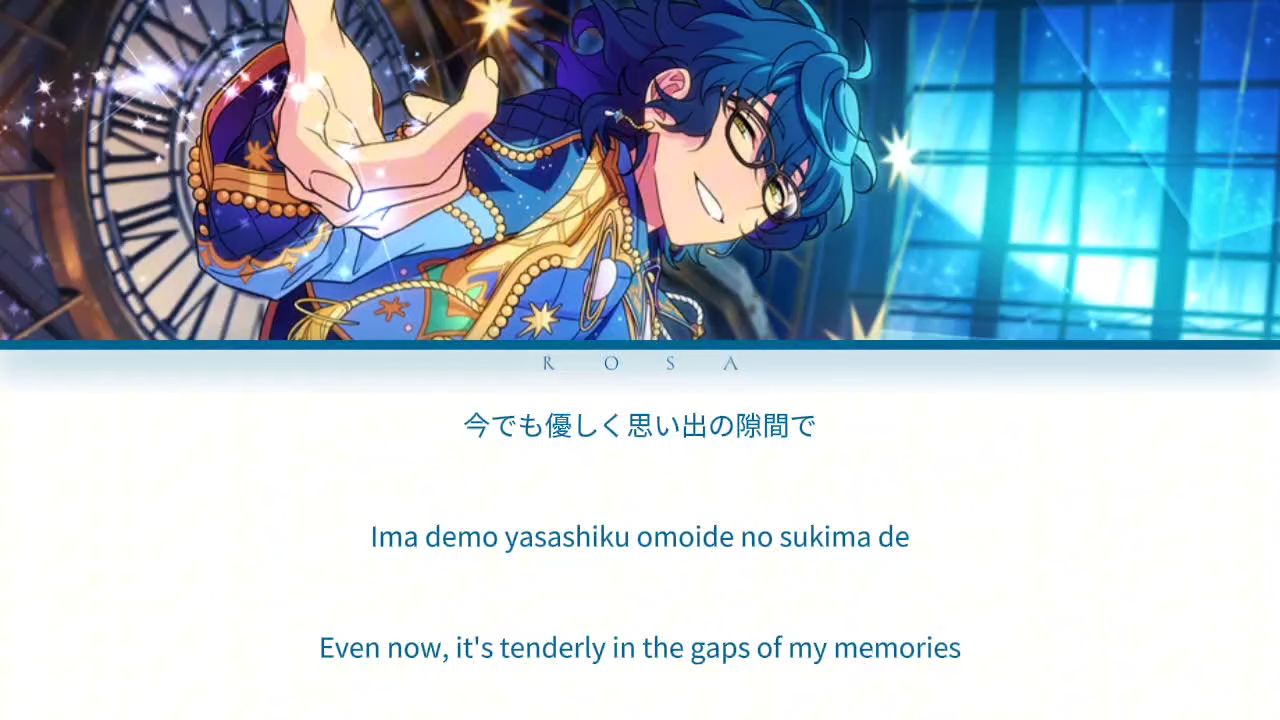 R O S A
今でも優しく思い出の隙間で
Ima demo yasashiku omoide no sukima de
Even now, it's tenderly in the gaps of my memories